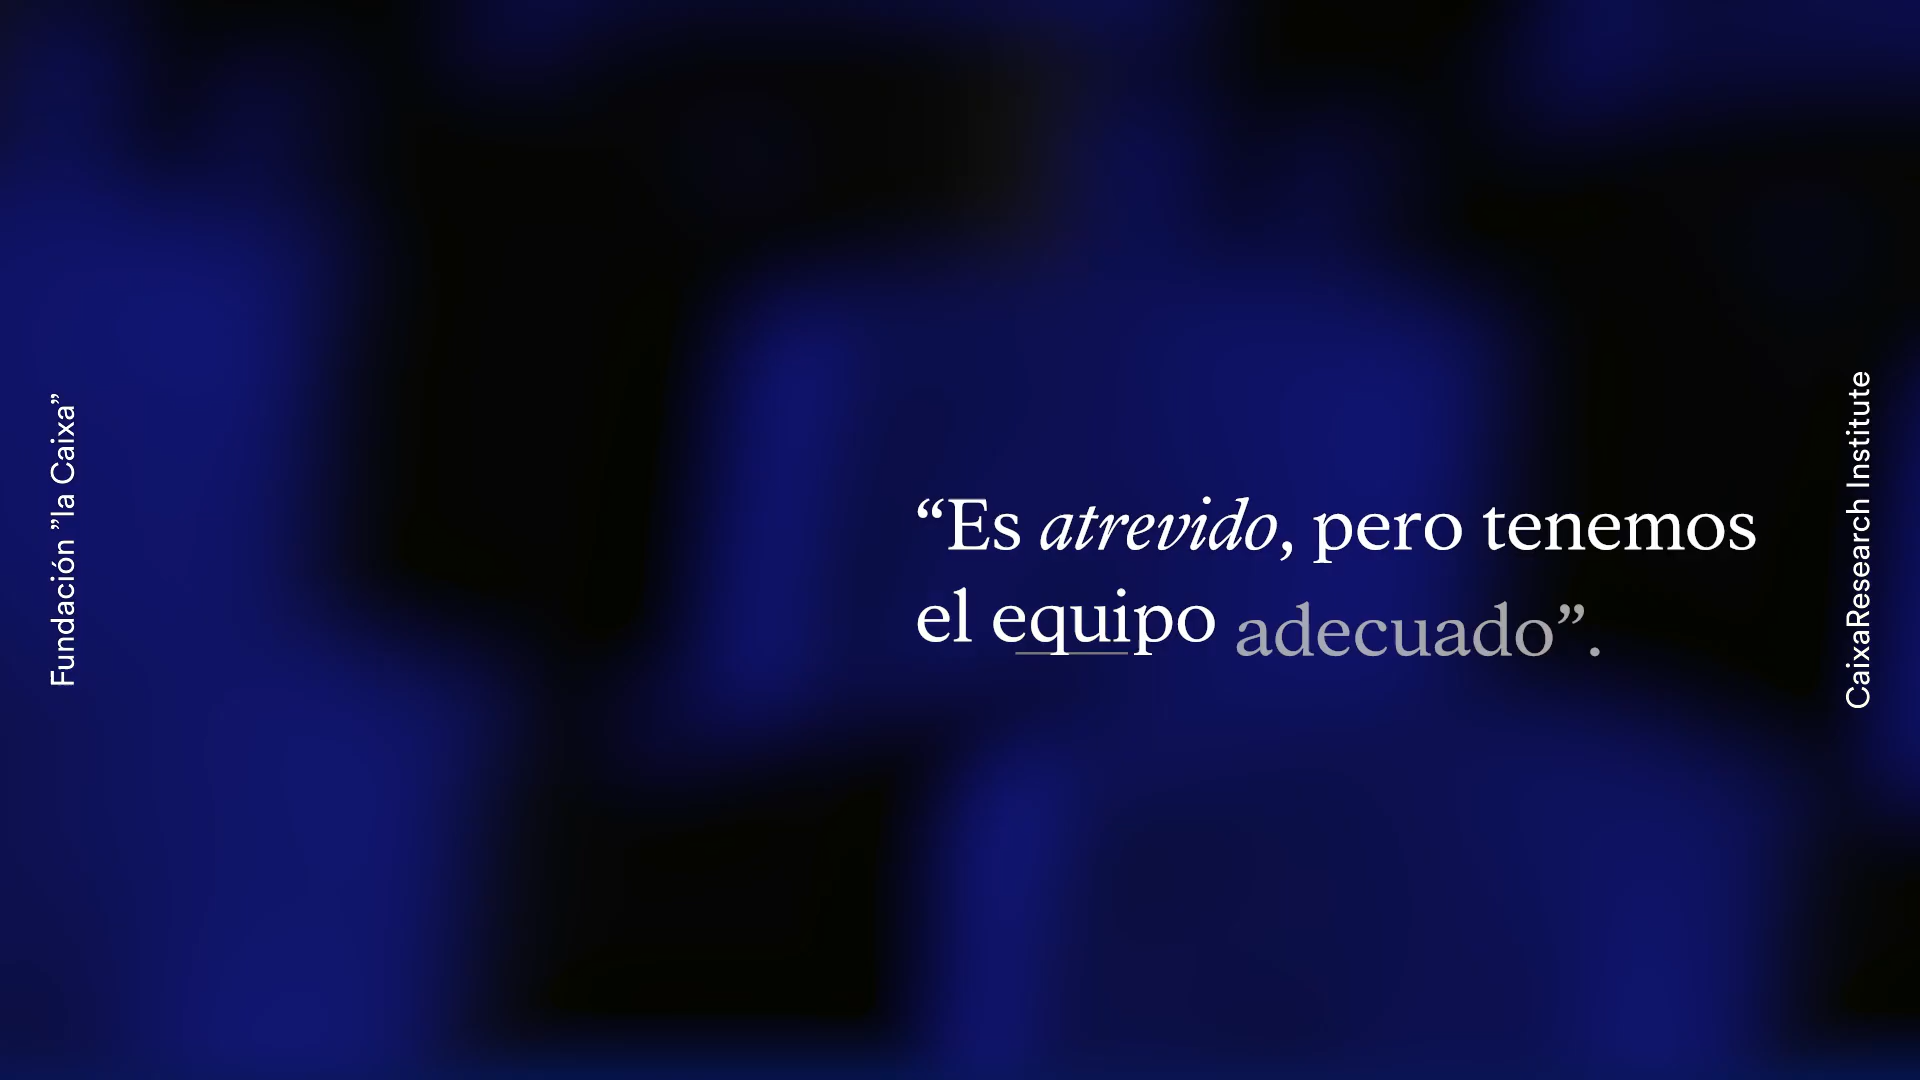 Fundación ”la Caixa”
“Es atrevido, pero tenemos
el equipo adecuado”.
CaixaResearch Institute